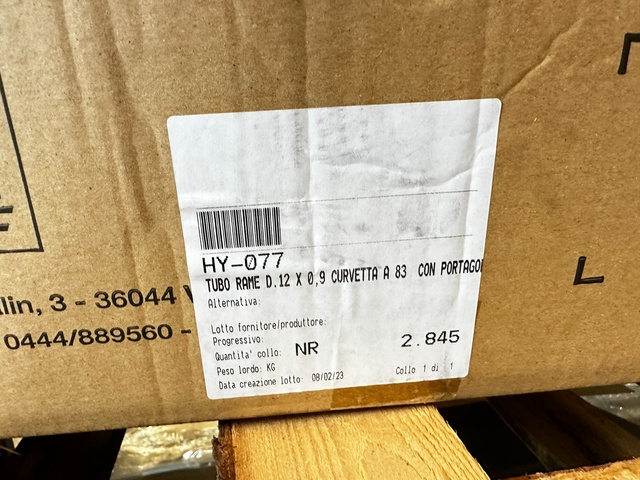 HY-077
TUBO RAME D.12 X 0,9 CURVETTA A 83 CON PORTAGO
Alternativa:
Lotto fornitore/produttore:
Progressivo:
Quantita' collo: NR 2.845
Peso lordo: KG
Collo 1 di 1
Data creazione lotto: 08/02/23
lin, 3 - 36044 V
0444/889560 -
L